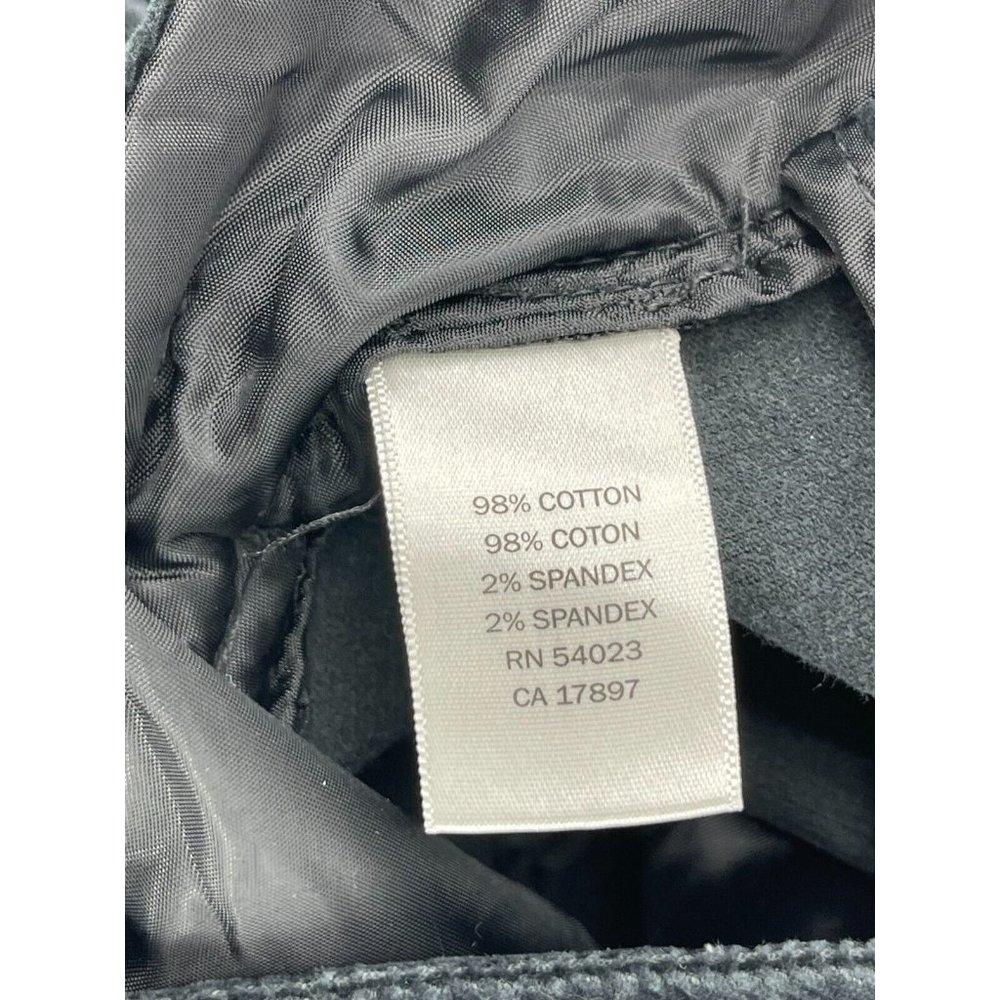 98% COTTON
98% COTON
2% SPANDEX
2% SPANDEX
RN 54023
CA 17897